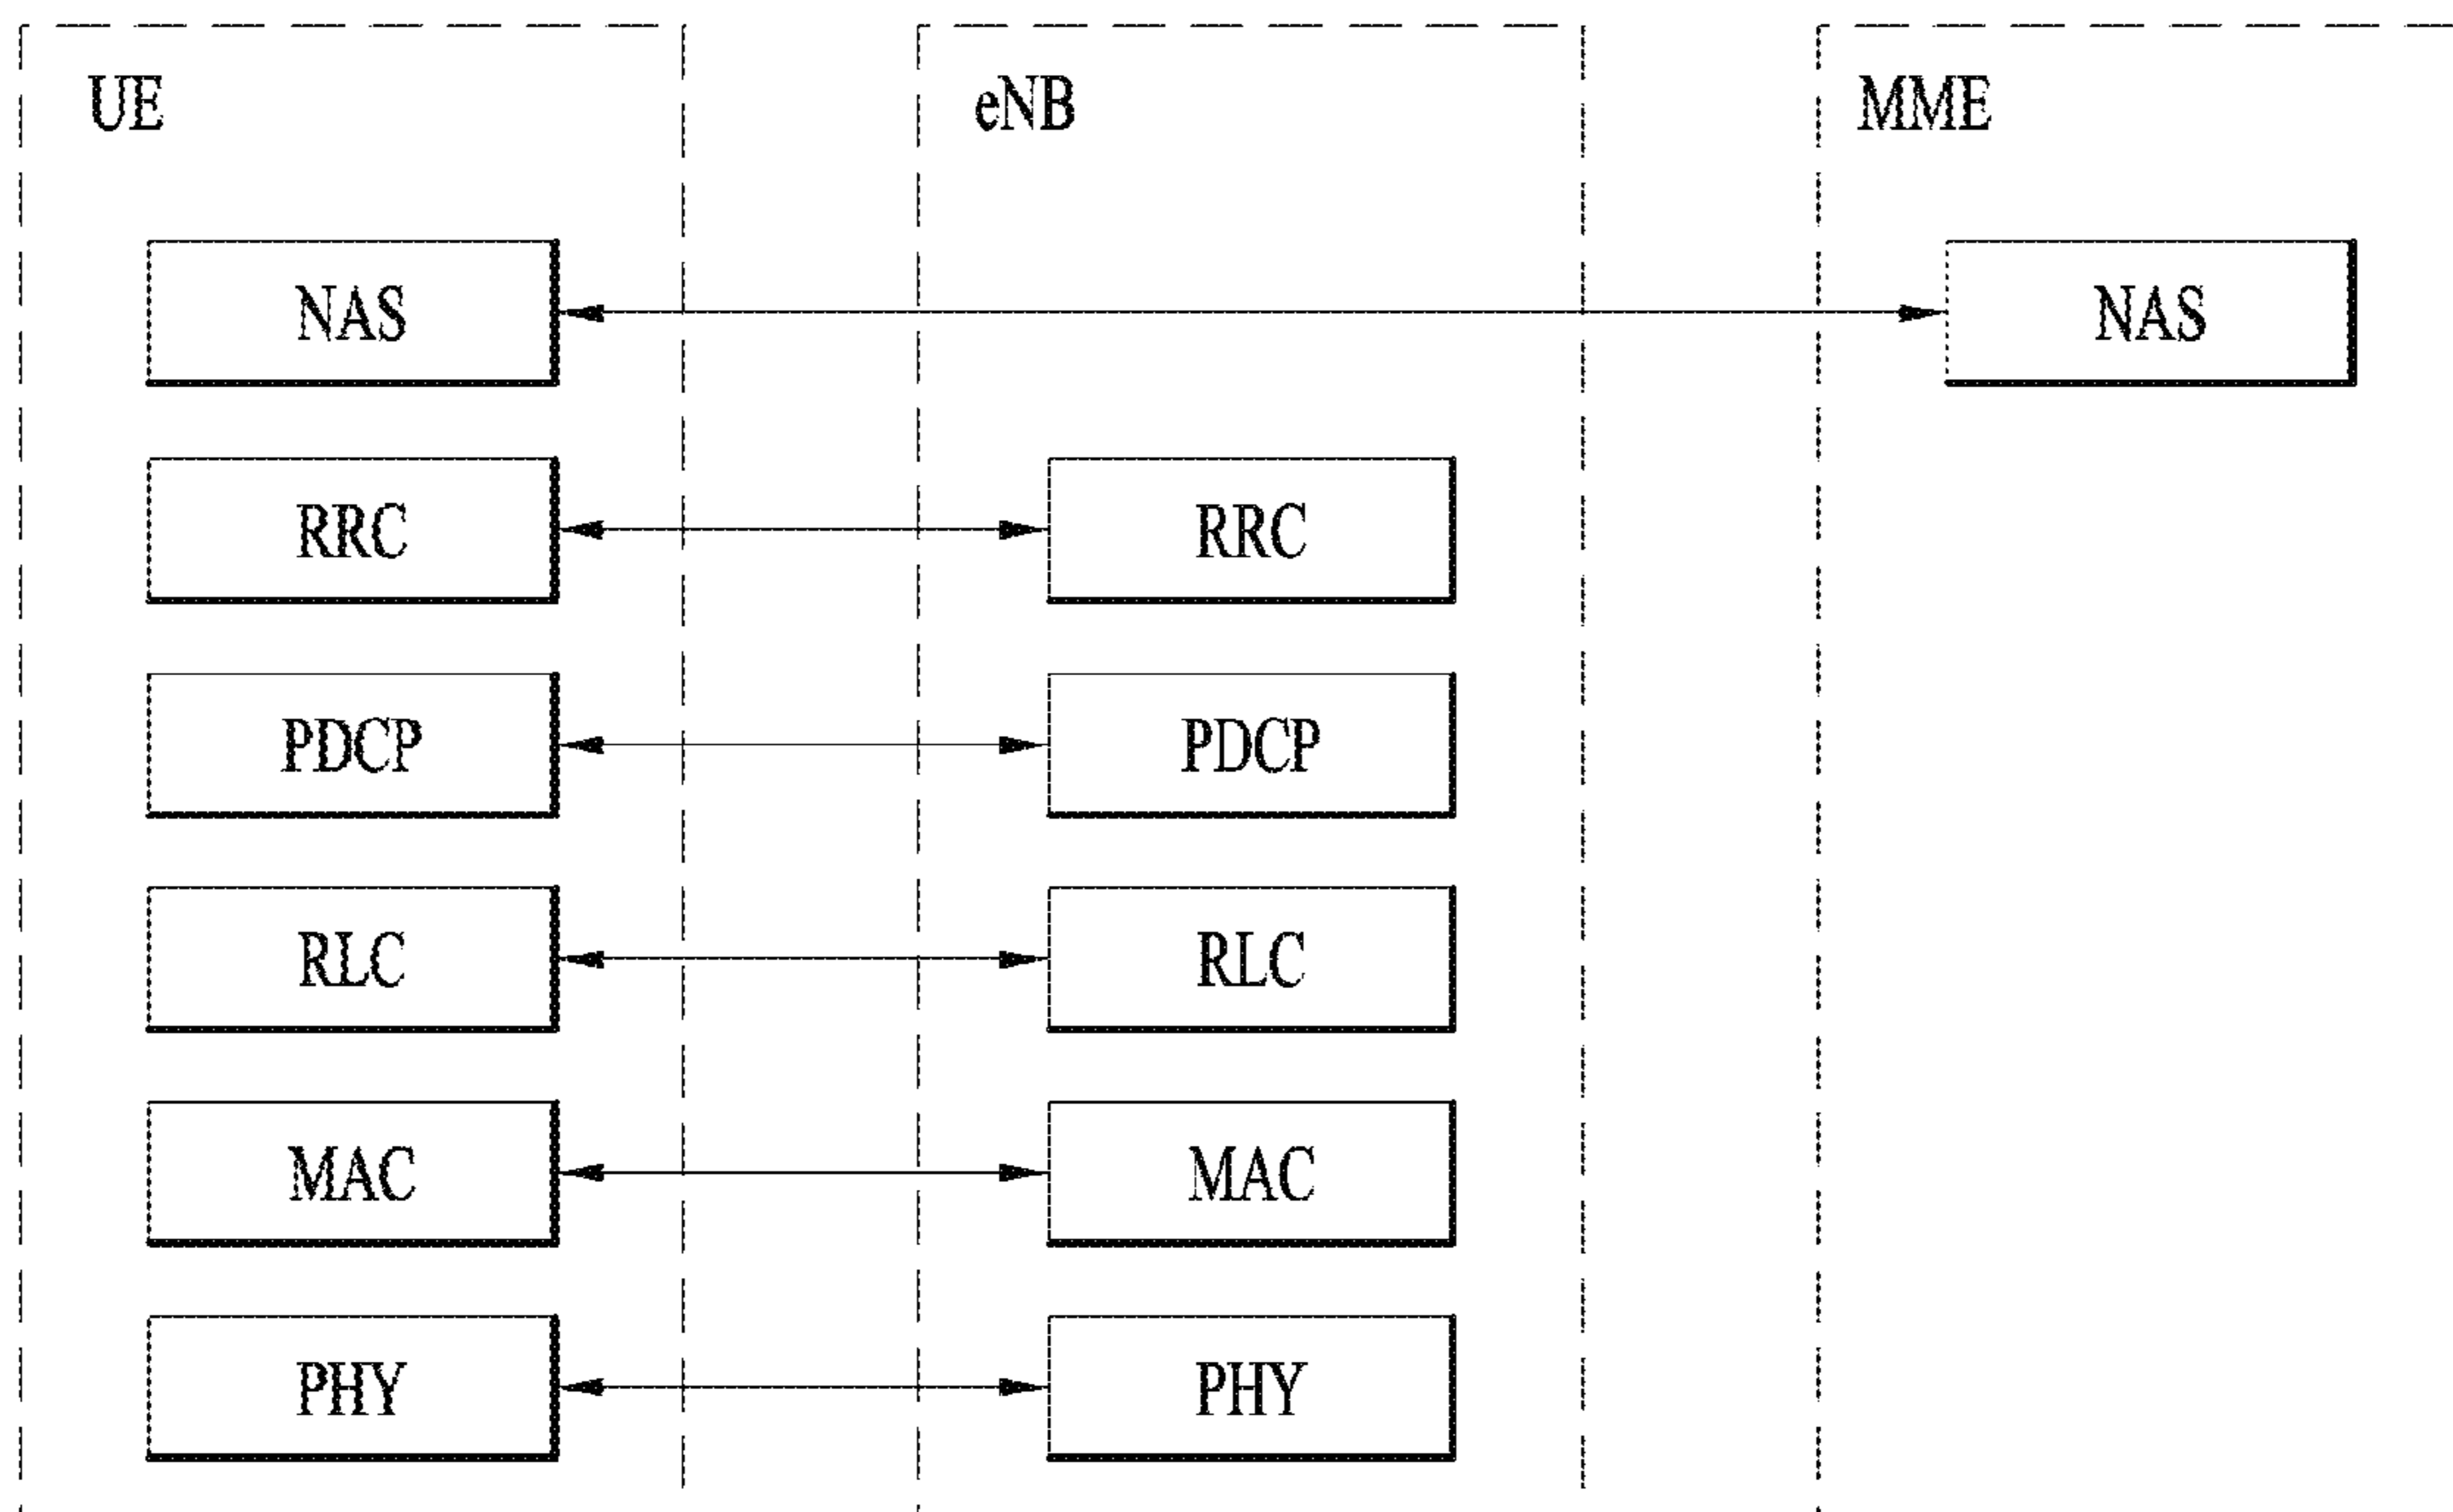 UE eNB MME
NAS NAS
RRC RRC
PDCP PDCP
RLC RLC
MAC MAC
PHY PHY